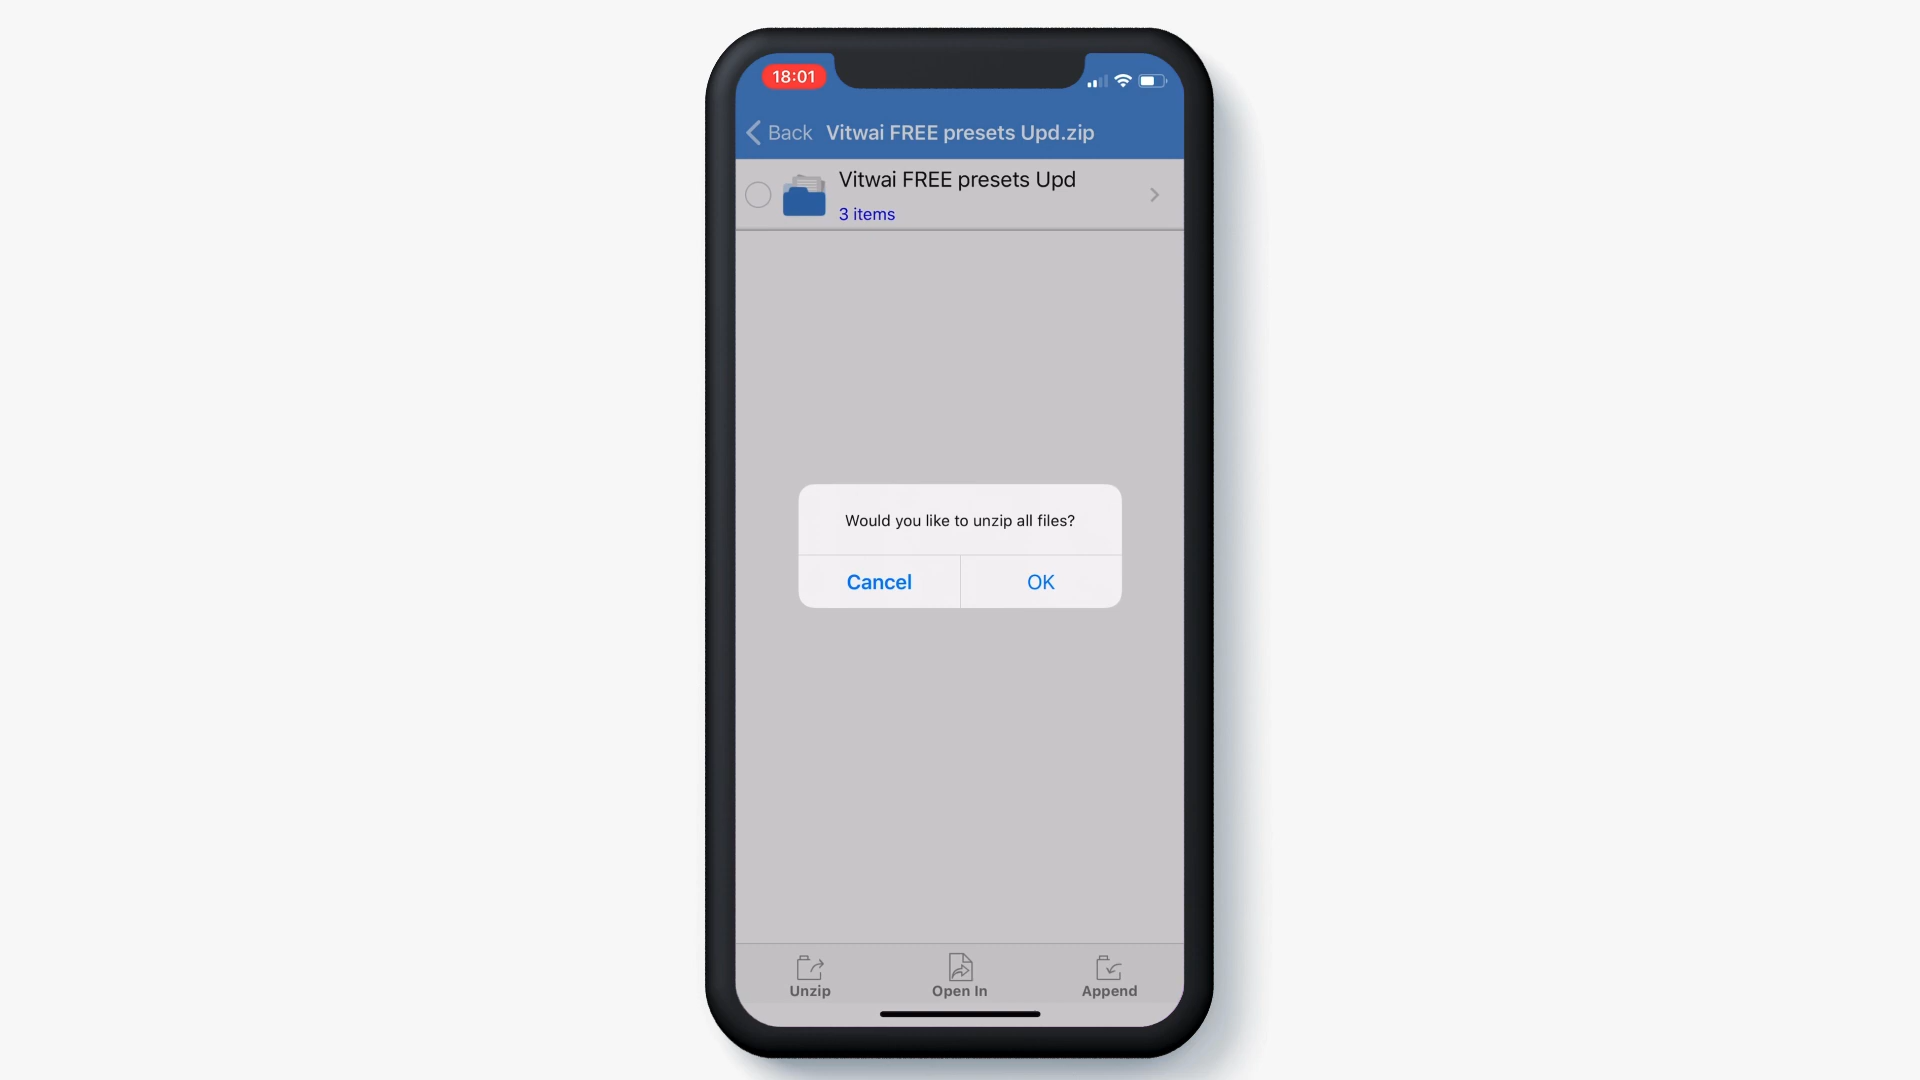 18:01
Back Vitwai FREE presets Upd.zip
Vitwai FREE presets Upd
3 items
Would you like to unzip all files?
Cancel OK
Unzip Open In Append